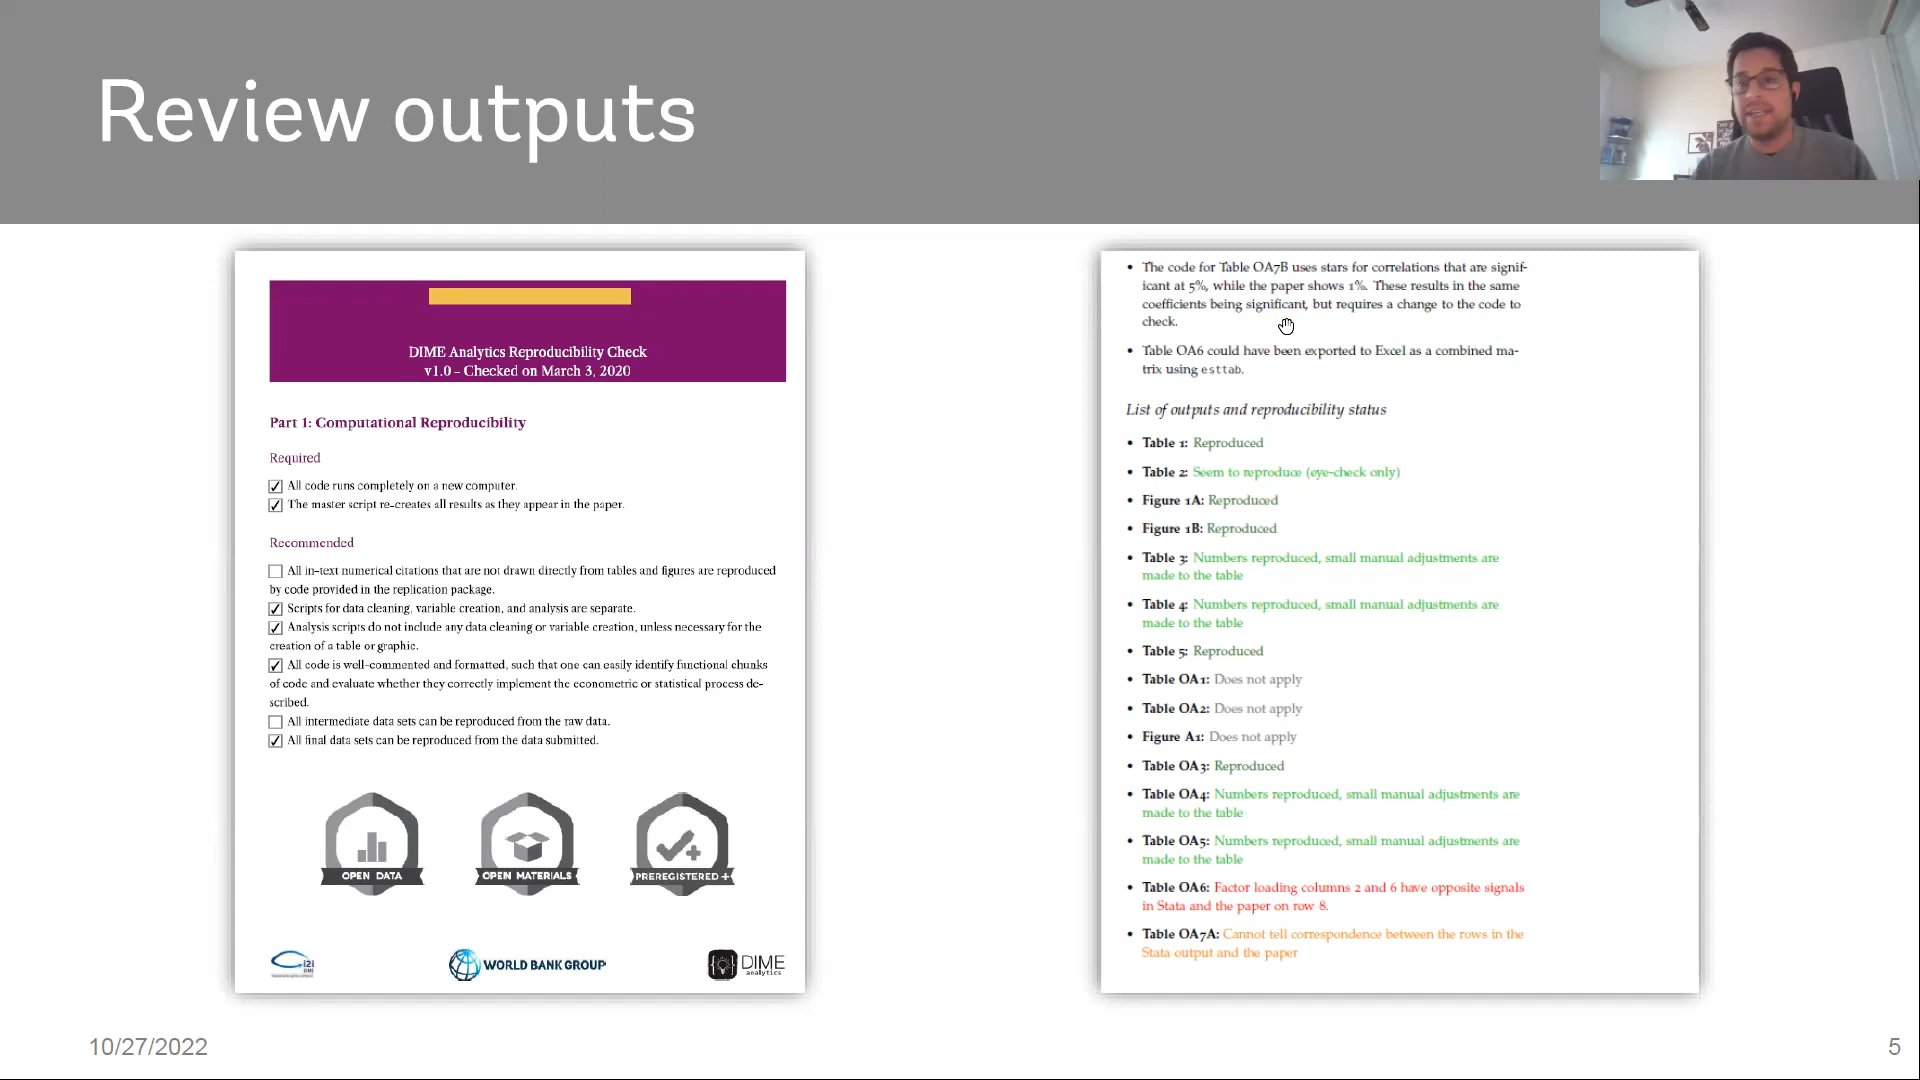 Review outputs
DIME Analytics Reproducibility Check
v1.0 – Checked on March 3, 2020
Part 1: Computational Reproducibility
Required
All code runs completely on a new computer.
The master script re-creates all results as they appear in the paper.
Recommended
All in-text numerical citations that are not drawn directly from tables and figures are reproduced
by code provided in the replication package.
Scripts for data cleaning, variable creation, and analysis are separate.
Analysis scripts do not include any data cleaning or variable creation, unless necessary for the
creation of a table or graphic.
All code is well-commented and formatted, such that one can easily identify functional chunks
of code and evaluate whether they correctly implement the econometric or statistical process de-
scribed.
All intermediate data sets can be reproduced from the raw data.
All final data sets can be reproduced from the data submitted.
OPEN DATA
OPEN MATERIALS
PREREGISTERED +
i2i
DIME
WORLD BANK GROUP
DIME
analytics
• The code for Table OA7B uses stars for correlations that are signif-
icant at 5%, while the paper shows 1%. These results in the same
coefficients being significant, but requires a change to the code to
check.
• Table OA6 could have been exported to Excel as a combined ma-
trix using esttab.
List of outputs and reproducibility status
• Table 1: Reproduced
• Table 2: Seem to reproduce (eye-check only)
• Figure 1A: Reproduced
• Figure 1B: Reproduced
• Table 3: Numbers reproduced, small manual adjustments are
made to the table
• Table 4: Numbers reproduced, small manual adjustments are
made to the table
• Table 5: Reproduced
• Table OA1: Does not apply
• Table OA2: Does not apply
• Figure A1: Does not apply
• Table OA3: Reproduced
• Table OA4: Numbers reproduced, small manual adjustments are
made to the table
• Table OA5: Numbers reproduced, small manual adjustments are
made to the table
• Table OA6: Factor loading columns 2 and 6 have opposite signals
in Stata and the paper on row 8.
• Table OA7A: Cannot tell correspondence between the rows in the
Stata output and the paper
10/27/2022
5